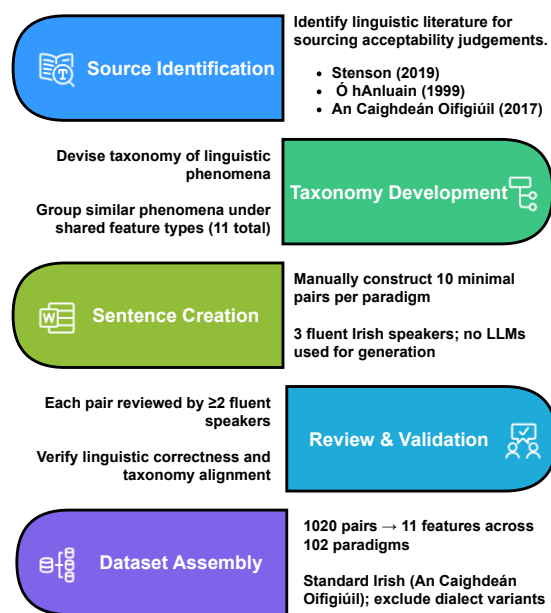 Identify linguistic literature for
sourcing acceptability judgements.
Source Identification
• Stenson (2019)
• Ó hAnluain (1999)
• An Caighdeán Oifigiúil (2017)
Devise taxonomy of linguistic
phenomena
Taxonomy Development
Group similar phenomena under
shared feature types (11 total)
Manually construct 10 minimal
pairs per paradigm
Sentence Creation
3 fluent Irish speakers; no LLMs
used for generation
Each pair reviewed by ≥2 fluent
speakers
Review & Validation
Verify linguistic correctness and
taxonomy alignment
1020 pairs → 11 features across
102 paradigms
Dataset Assembly
Standard Irish (An Caighdeán
Oifigiúil); exclude dialect variants